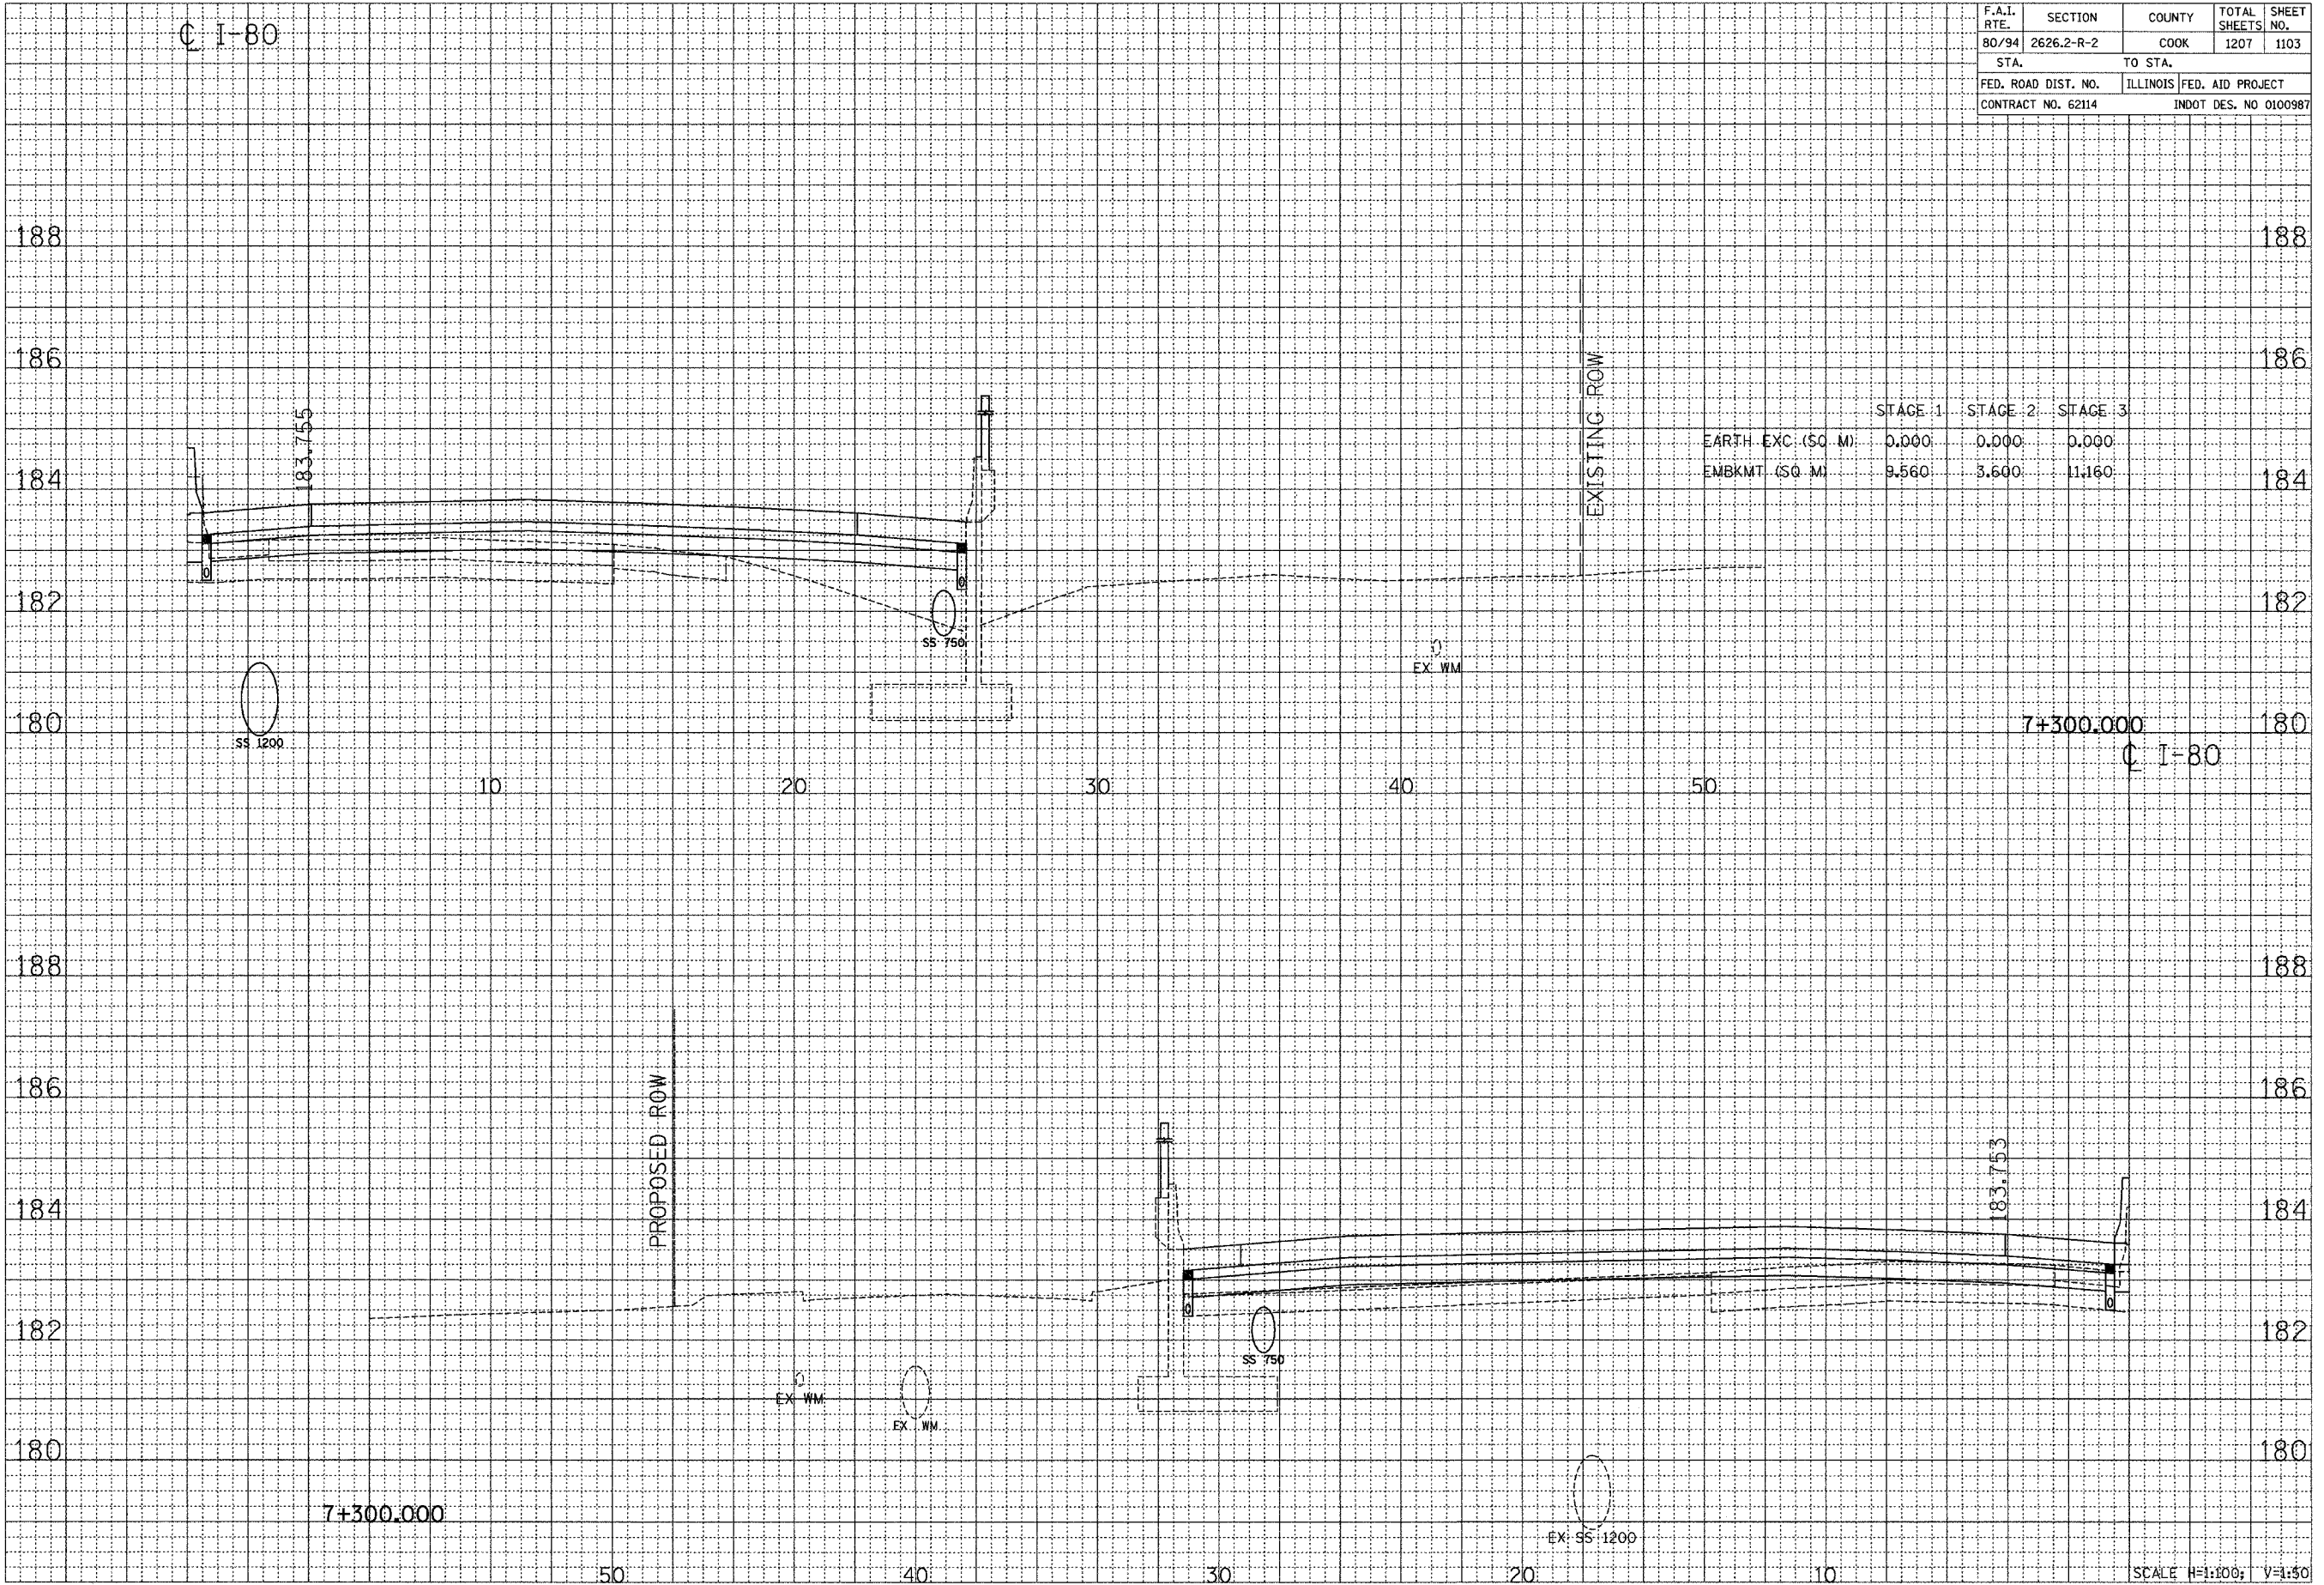 F.A.I. RTE. SECTION COUNTY TOTAL SHEETS SHEET NO.
80/94 2626.2-R-2 COOK 1207 1103
STA. TO STA.
FED. ROAD DIST. NO. ILLINOIS FED. AID PROJECT
CONTRACT NO. 62114 INDOT DES. NO 0100987
℄ I-80
188 188
186 186
183.755
EXISTING ROW
STAGE 1 STAGE 2 STAGE 3
EARTH EXC (SQ M) 0.000 0.000 0.000
EMBKMT (SQ M) 9.560 3.600 11.160
184 184
182 182
SS 750
EX WM
180 180
SS 1200
7+300.000
℄ I-80
10 20 30 40 50
188 188
186 186
PROPOSED ROW
183.753
184 184
182 182
SS 750
EX WM
EX WM
180 180
7+300.000
EX SS 1200
50 40 30 20 10
SCALE H=1:100; V=1:50